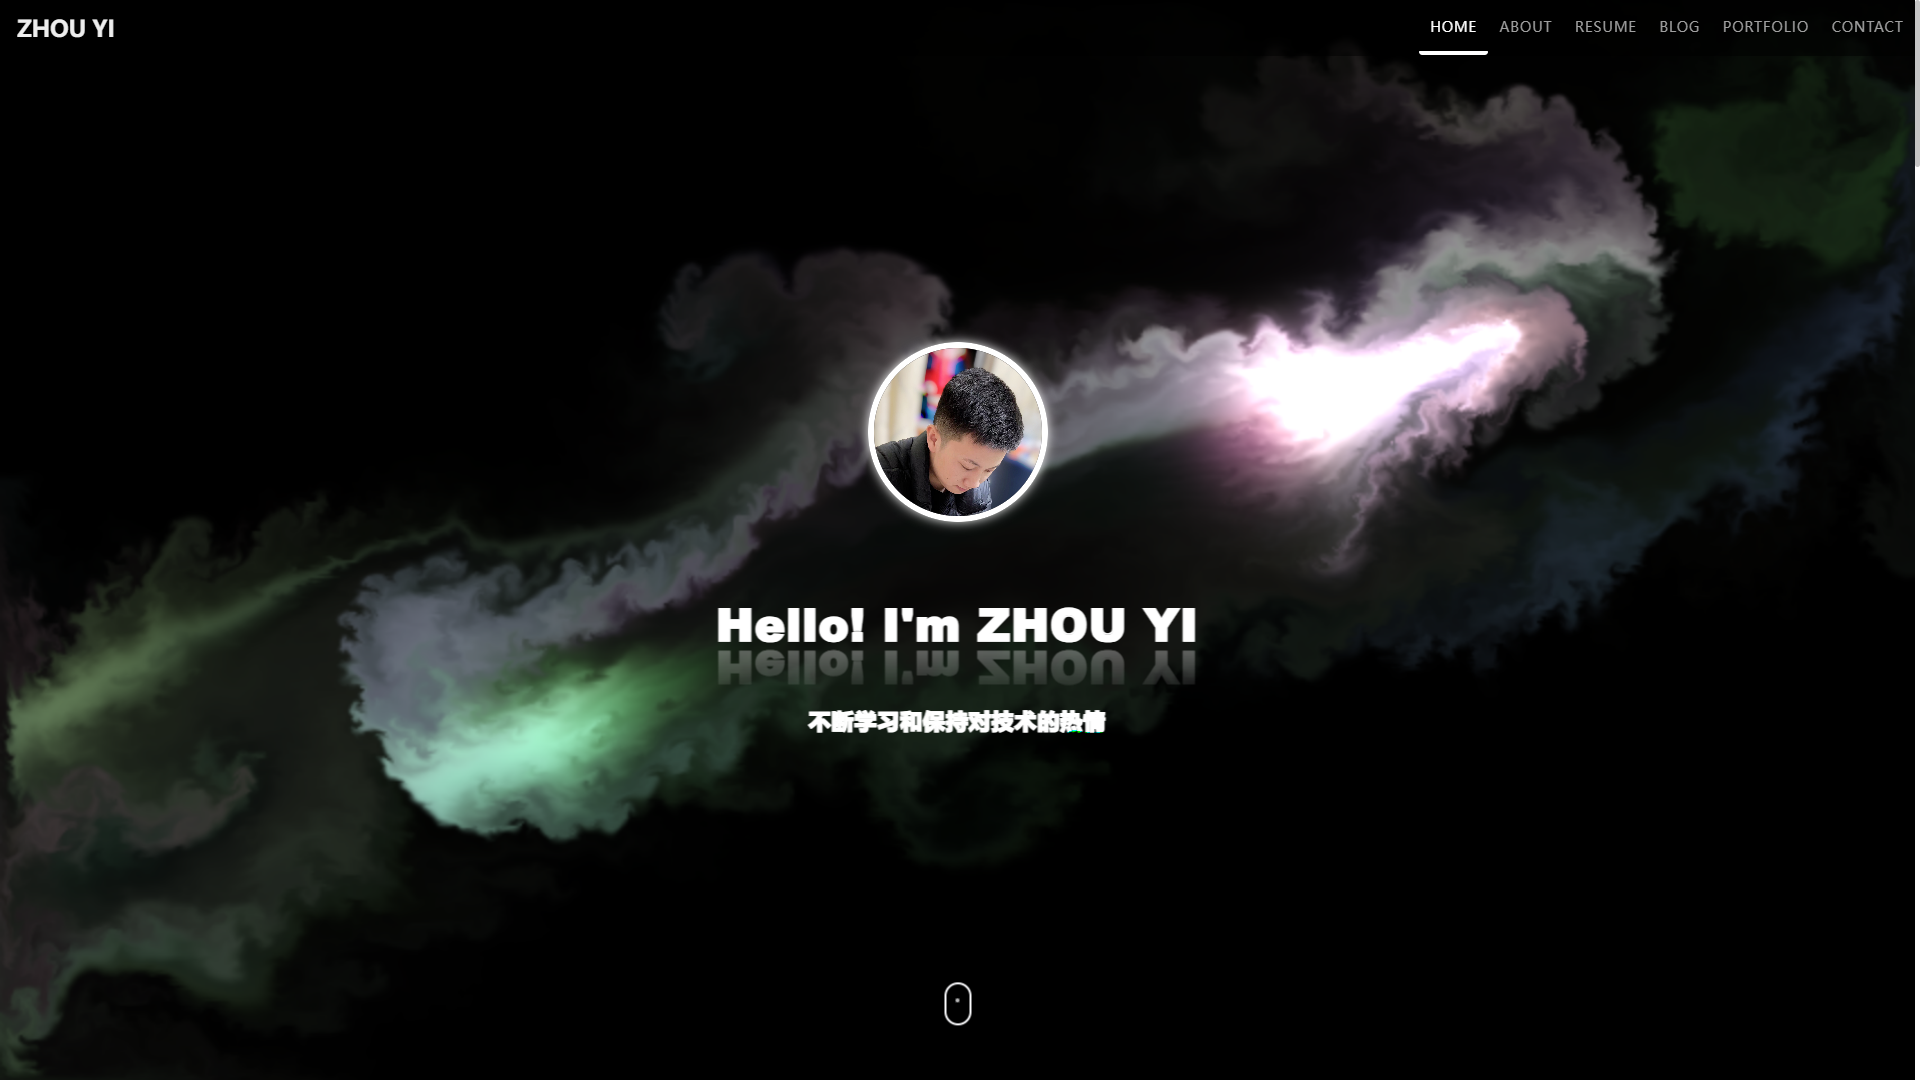 ZHOU YI
HOME ABOUT RESUME BLOG PORTFOLIO CONTACT
Hello! I'm ZHOU YI
不断学习和保持对技术的热情